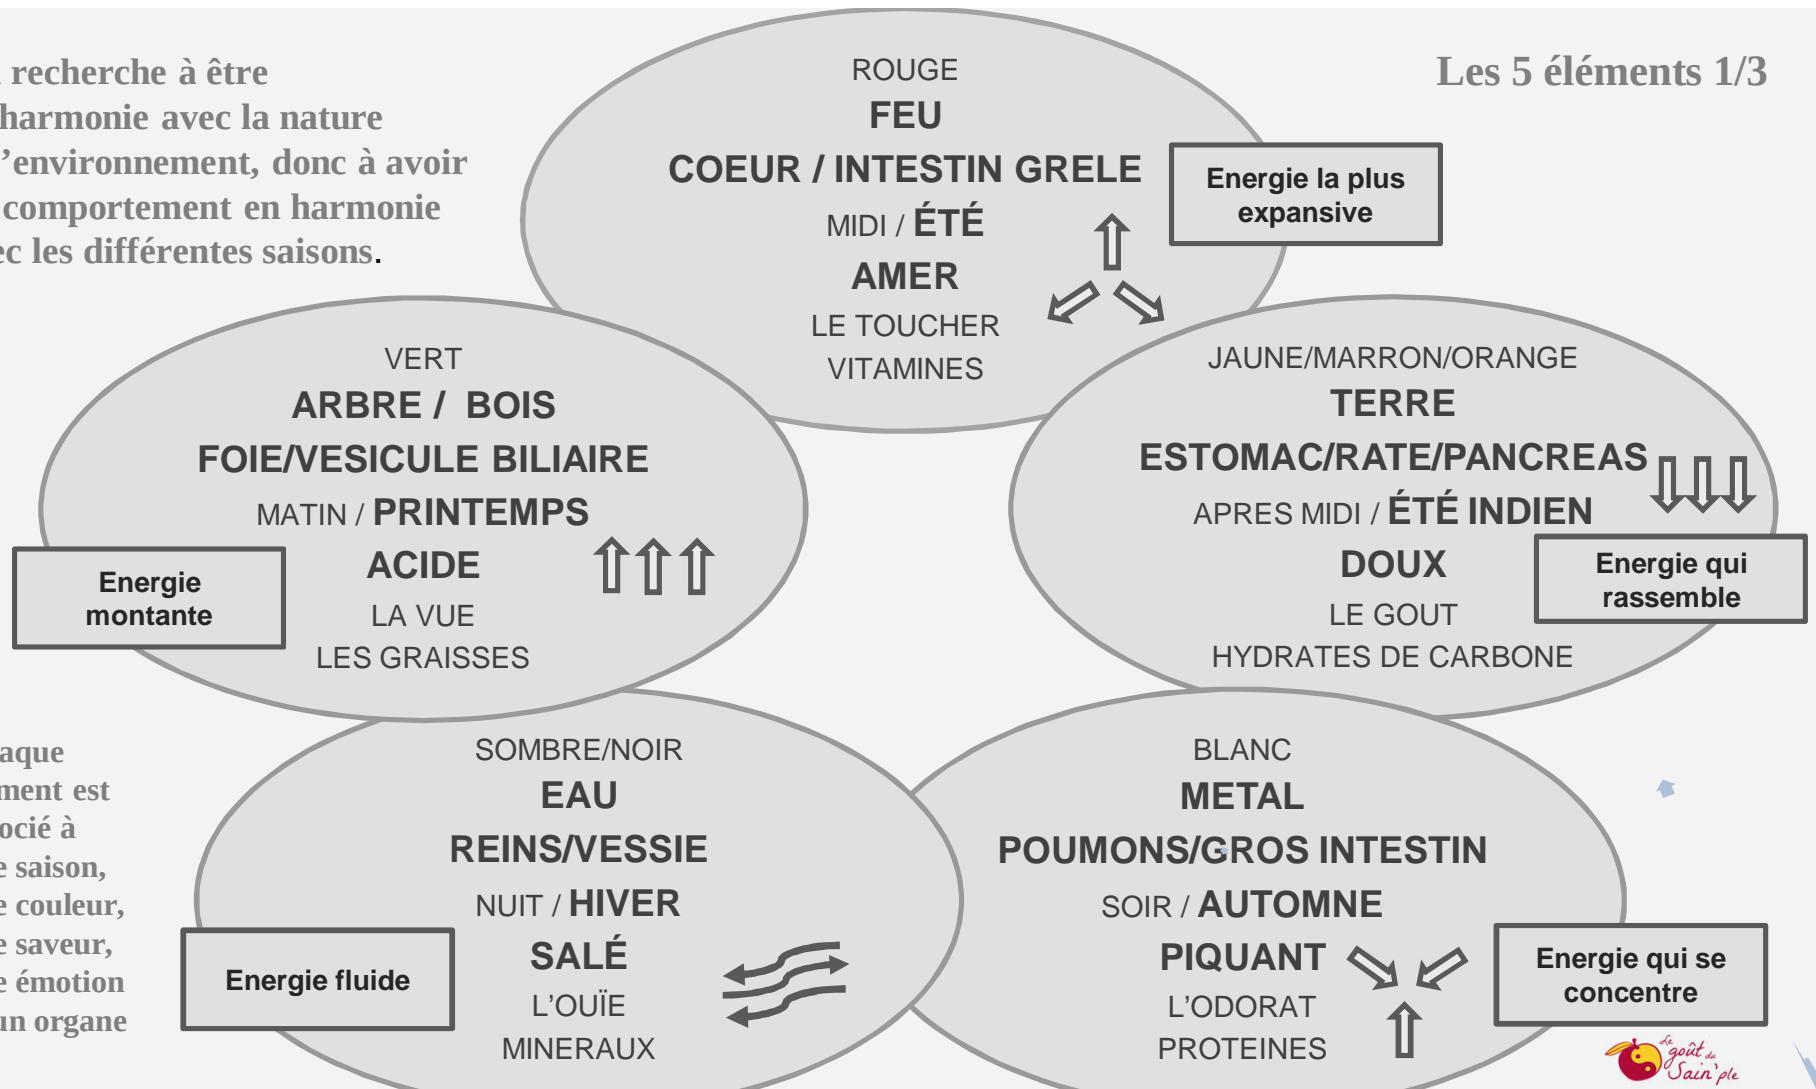 recherche à être
harmonie avec la nature
l’environnement, donc à avoir
comportement en harmonie
les différentes saisons.
Les 5 éléments 1/3
ROUGE
FEU
COEUR / INTESTIN GRELE
MIDI / ÉTÉ
AMER
LE TOUCHER
VITAMINES
Energie la plus
expansive
VERT
ARBRE / BOIS
FOIE/VESICULE BILIAIRE
MATIN / PRINTEMPS
ACIDE
LA VUE
LES GRAISSES
Energie
montante
JAUNE/MARRON/ORANGE
TERRE
ESTOMAC/RATE/PANCREAS
APRES MIDI / ÉTÉ INDIEN
DOUX
LE GOUT
HYDRATES DE CARBONE
Energie qui
rassemble
aque
ment est
ocié à
e saison,
e couleur,
e saveur,
e émotion
un organe
SOMBRE/NOIR
EAU
REINS/VESSIE
NUIT / HIVER
SALÉ
L’OUÏE
MINERAUX
Energie fluide
BLANC
METAL
POUMONS/GROS INTESTIN
SOIR / AUTOMNE
PIQUANT
L’ODORAT
PROTEINES
Energie qui se
concentre
Le
goût du
Sain'ple